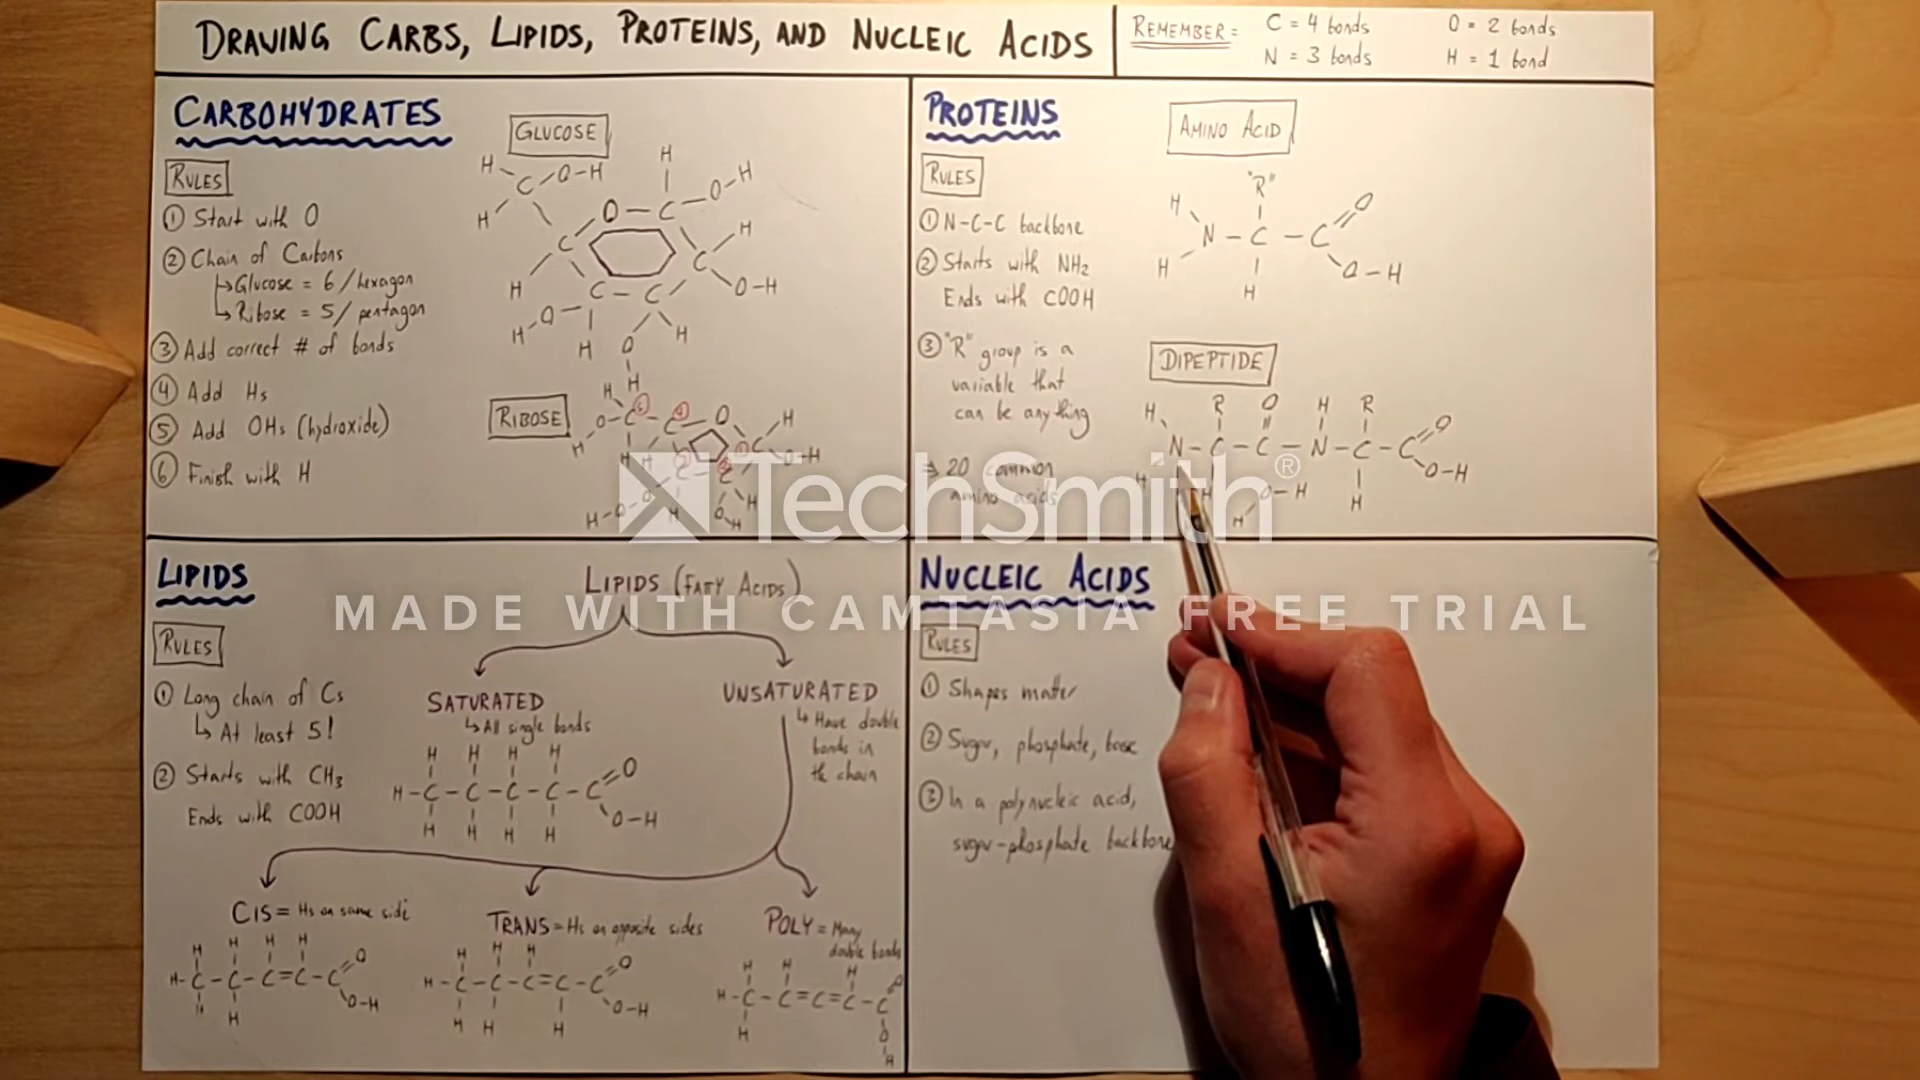 DRAWING CARBS, LIPIDS, PROTEINS, AND NUCLEIC ACIDS
REMEMBER: C = 4 bonds O = 2 bonds
N = 3 bonds H = 1 bond
CARBOHYDRATES
RULES
① Start with O
② Chain of Carbons
↳ Glucose = 6 / hexagon
↳ Ribose = 5 / pentagon
③ Add correct # of bonds
④ Add Hs
⑤ Add OHs (hydroxide)
⑥ Finish with H
GLUCOSE
RIBOSE
PROTEINS
RULES
① N-C-C backbone
② Starts with NH2
Ends with COOH
③ "R" group is a
variable that
can be anything
⇒ 20 common
amino acids
AMINO ACID
"R"
DIPEPTIDE
LIPIDS
RULES
① Long chain of Cs
↳ At least 5!
② Starts with CH3
Ends with COOH
LIPIDS (FATTY ACIDS)
SATURATED
↳ All single bonds
UNSATURATED
↳ Have double
bonds in
the chain
CIS = Hs on same side
TRANS = Hs on opposite sides
POLY = Many
double bonds
NUCLEIC ACIDS
RULES
① Shapes matter
② Sugar, phosphate, base
③ In a polynucleic acid,
sugar-phosphate backbone
TechSmith®
MADE WITH CAMTASIA FREE TRIAL